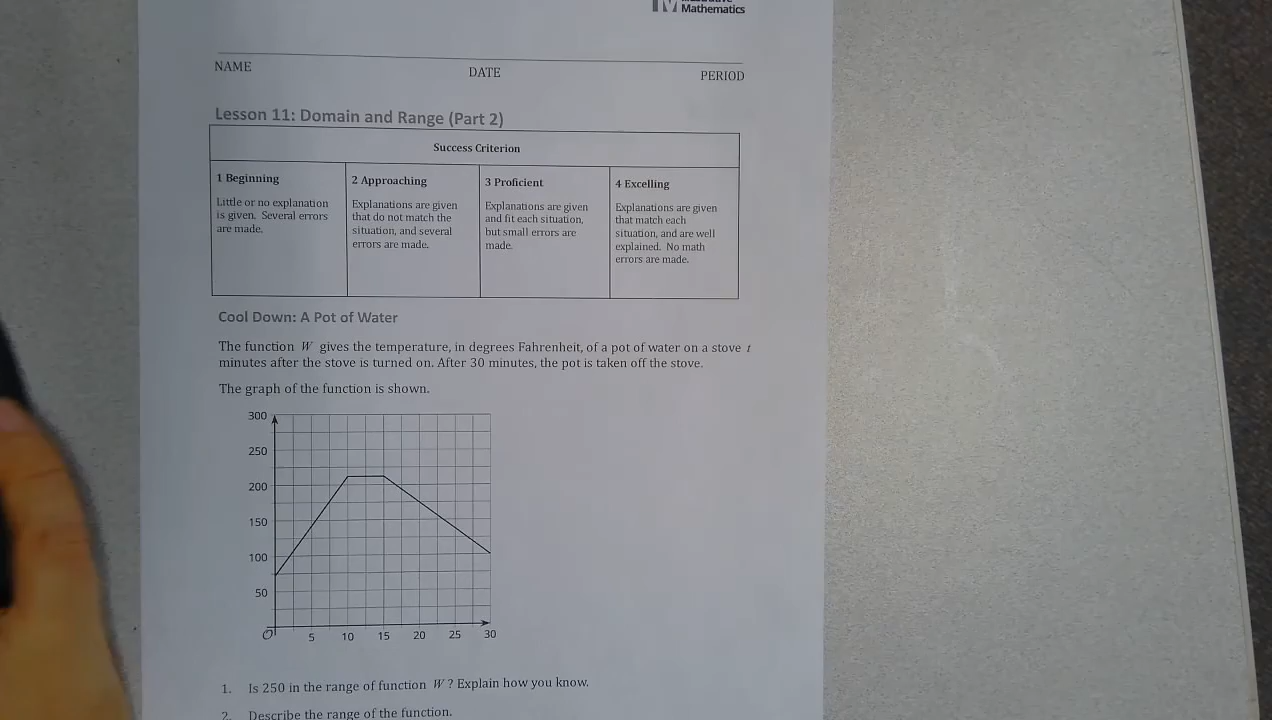 Mathematics
NAME DATE PERIOD
Lesson 11: Domain and Range (Part 2)
Success Criterion
1 Beginning
Little or no explanation
is given. Several errors
are made.
2 Approaching
Explanations are given
that do not match the
situation, and several
errors are made.
3 Proficient
Explanations are given
and fit each situation,
but small errors are
made.
4 Excelling
Explanations are given
that match each
situation, and are well
explained. No math
errors are made.
Cool Down: A Pot of Water
The function W gives the temperature, in degrees Fahrenheit, of a pot of water on a stove t
minutes after the stove is turned on. After 30 minutes, the pot is taken off the stove.
The graph of the function is shown.
300
250
200
150
100
50
O 5 10 15 20 25 30
1. Is 250 in the range of function W? Explain how you know.
2. Describe the range of the function.